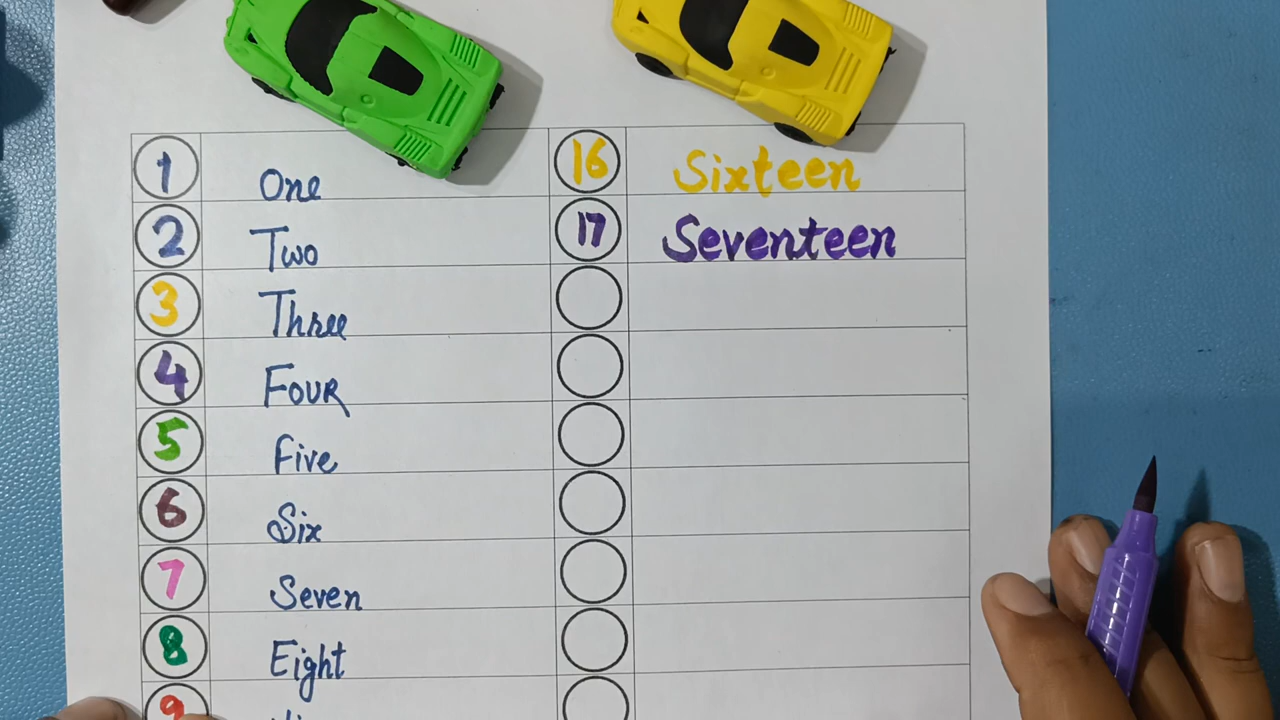 1 One 16 Sixteen
2 Two 17 Seventeen
3 Three
4 FOUR
5 Five
6 Six
7 Seven
8 Eight
9